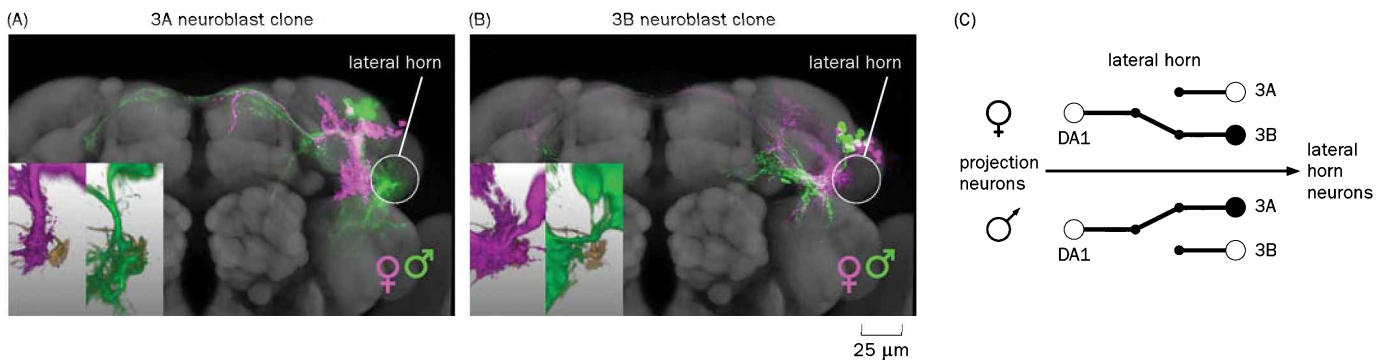 (A)
3A neuroblast clone
lateral horn
♀♂
(B)
3B neuroblast clone
lateral horn
♀♂
25 μm
(C)
lateral horn
♀
DA1
3A
3B
projection
neurons
lateral
horn
neurons
♂
DA1
3A
3B